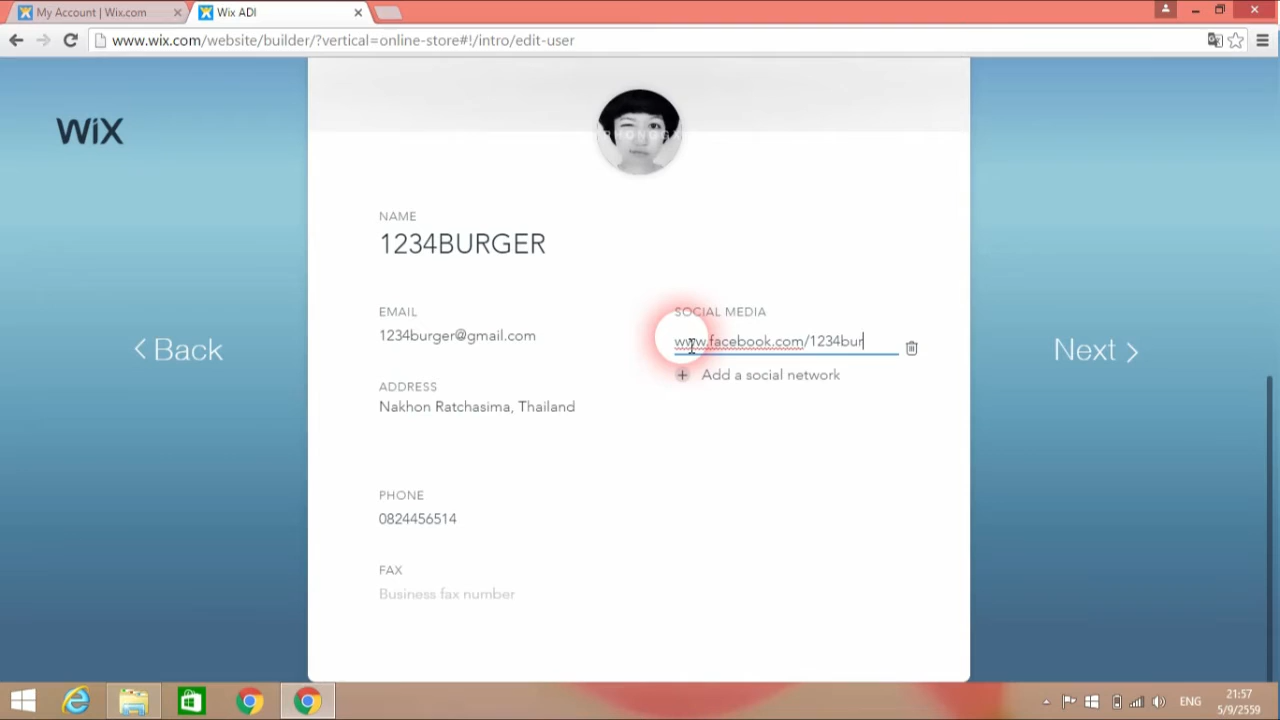 My Account | Wix.com
Wix ADI
www.wix.com/website/builder/?vertical=online-store#!/intro/edit-user
WiX
NAME
1234BURGER
EMAIL
1234burger@gmail.com
SOCIAL MEDIA
www.facebook.com/1234bur
Add a social network
< Back
Next >
ADDRESS
Nakhon Ratchasima, Thailand
PHONE
0824456514
FAX
Business fax number
ENG
21:57
5/9/2559